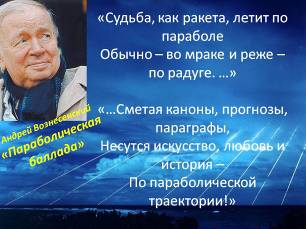 «Судьба, как ракета, летит по
параболе
Обычно – во мраке и реже –
по радуге. ...»
«...Сметая каноны, прогнозы,
параграфы,
Несутся искусство, любовь и
история –
По параболической
траектории!»
Андрей Вознесенский
«Параболическая
баллада»